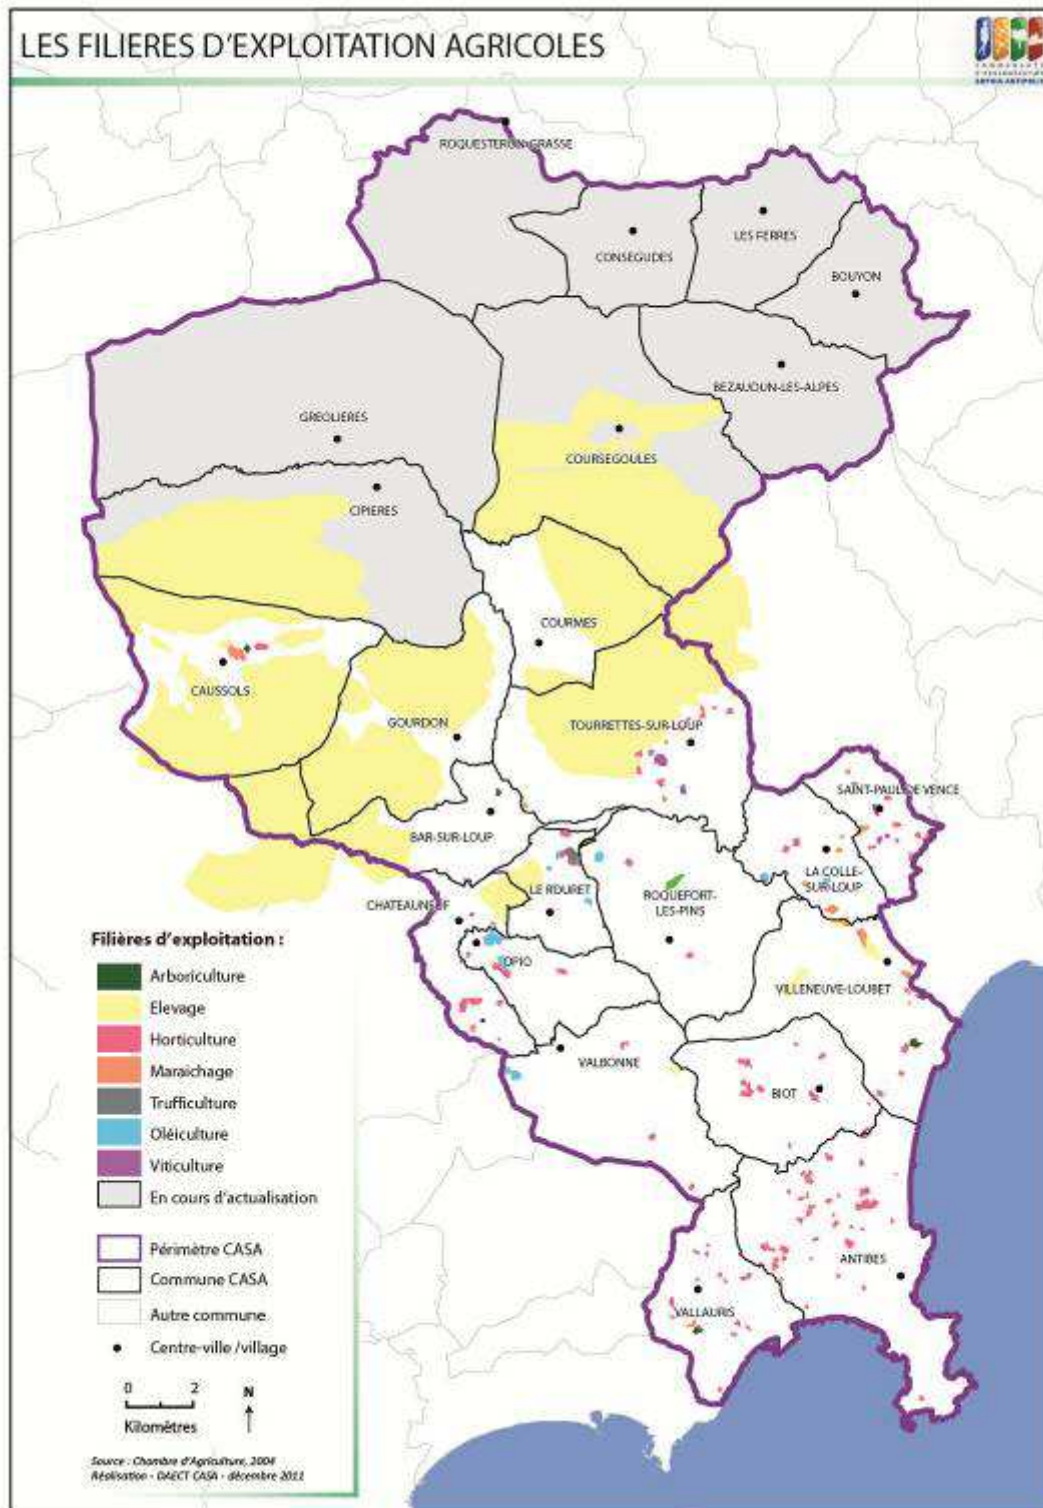 LES FILIERES D'EXPLOITATION AGRICOLES
ROQUESTERON-GRASSE
CONSEGUDES
LES FERRES
BOUYON
BEZAUDUN-LES-ALPES
GREOLIERES
COURSEGOULES
CIPIERES
COURMES
CAUSSOLS
GOURDON
TOURRETTES-SUR-LOUP
SAINT-PAUL DE VENCE
BAR-SUR-LOUP
LA COLLE-
SUR-LOUP
LE ROURET
ROQUEFORT-
LES-PINS
CHATEAUNEUF
OPIO
VILLENEUVE-LOUBET
VALBONNE
BIOT
ANTIBES
VALLAURIS
Filières d'exploitation :
Arboriculture
Elevage
Horticulture
Maraichage
Trufficulture
Oléiculture
Viticulture
En cours d'actualisation
Périmètre CASA
Commune CASA
Autre commune
Centre-ville /village
0 2
N
Kilomètres
Source : Chambre d'Agriculture, 2004
Réalisation - DAECT CASA - décembre 2011